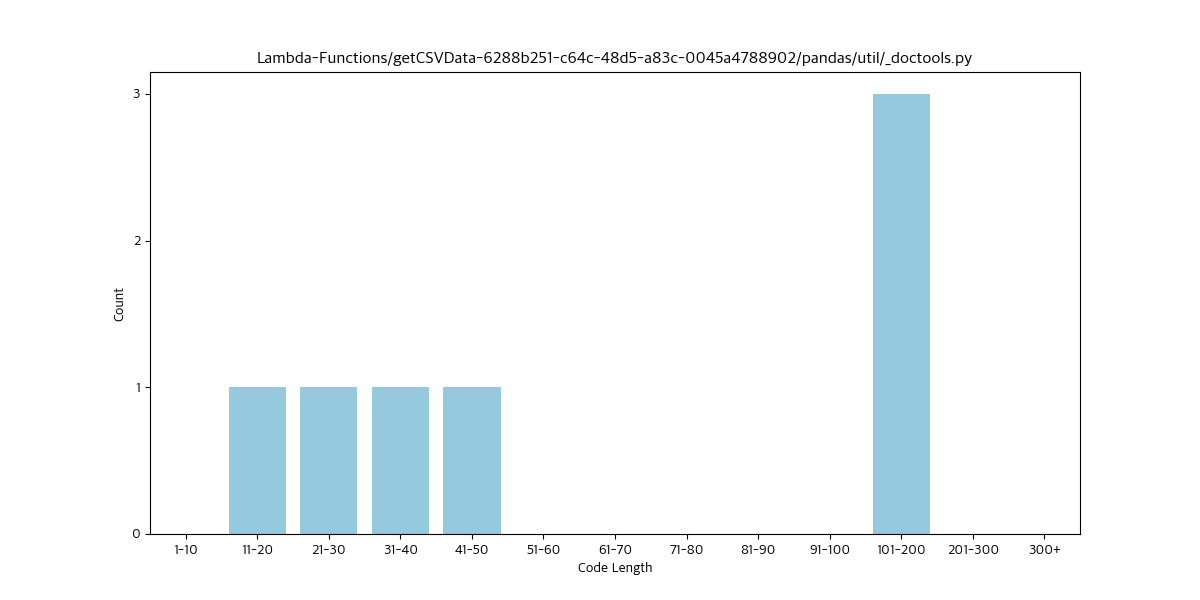 Lambda-Functions/getCSVData-6288b251-c64c-48d5-a83c-0045a4788902/pandas/util/_doctools.py
3
2
1
0
Count
1-10 11-20 21-30 31-40 41-50 51-60 61-70 71-80 81-90 91-100 101-200 201-300 300+
Code Length